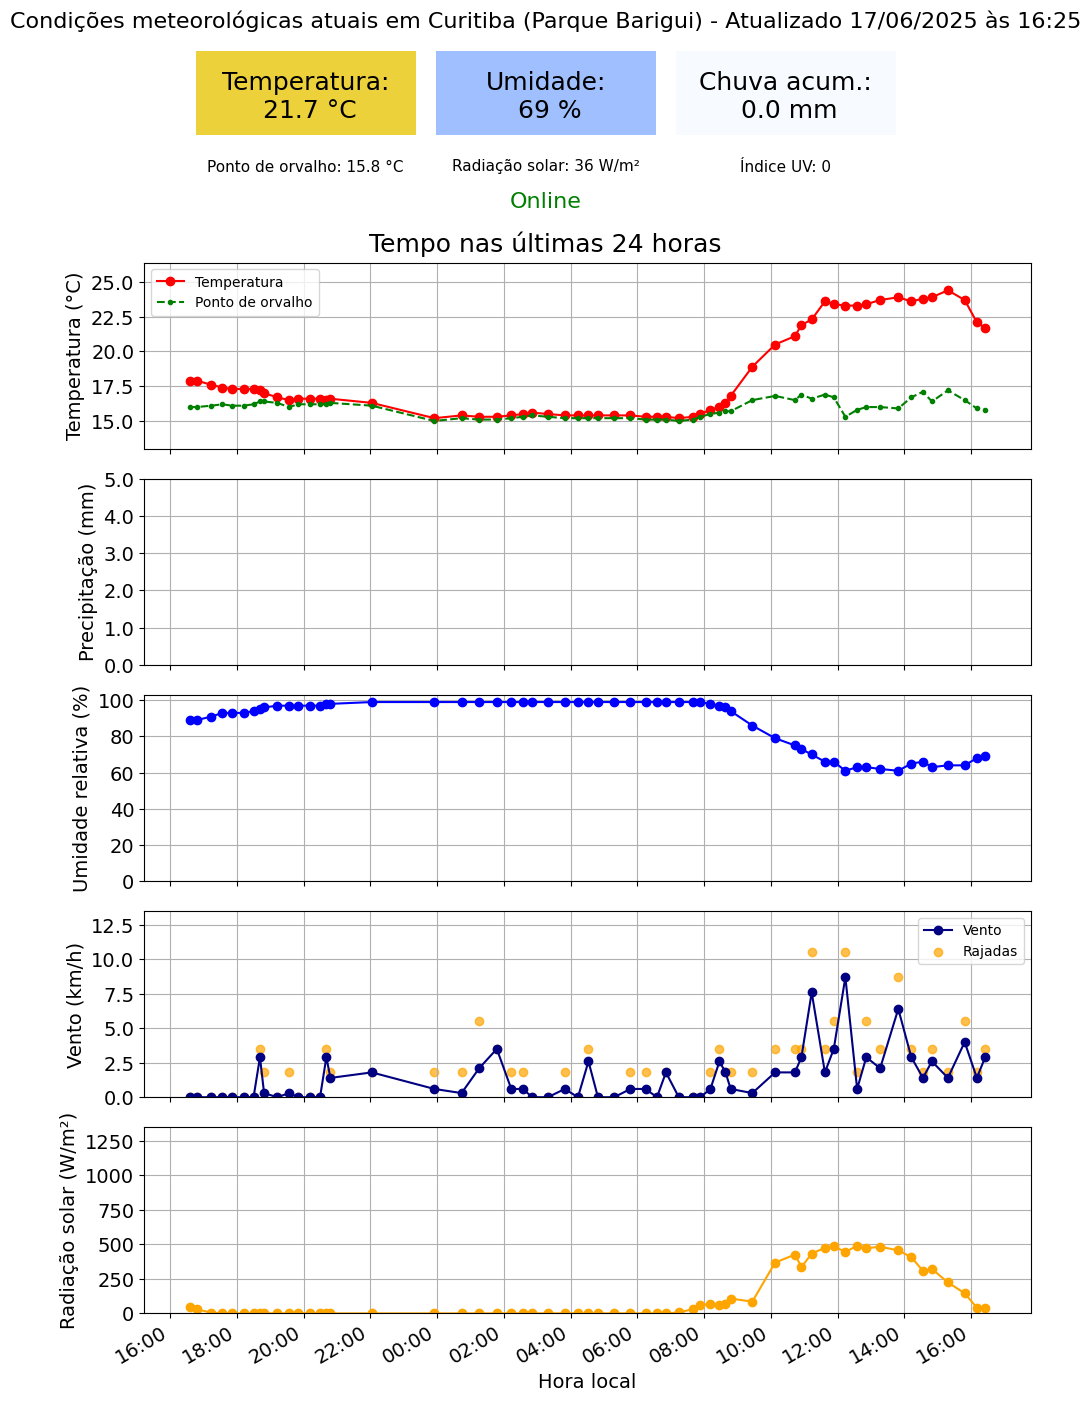 Condições meteorológicas atuais em Curitiba (Parque Barigui) - Atualizado 17/06/2025 às 16:25
Temperatura:
21.7 °C
Umidade:
69 %
Chuva acum.:
0.0 mm
Ponto de orvalho: 15.8 °C
Radiação solar: 36 W/m²
Índice UV: 0
Online
Tempo nas últimas 24 horas
Temperatura (°C)
25.0
22.5
20.0
17.5
15.0
Temperatura
Ponto de orvalho
Precipitação (mm)
5.0
4.0
3.0
2.0
1.0
0.0
Umidade relativa (%)
100
80
60
40
20
0
Vento (km/h)
12.5
10.0
7.5
5.0
2.5
0.0
Vento
Rajadas
Radiação solar (W/m²)
1250
1000
750
500
250
0
16:00 18:00 20:00 22:00 00:00 02:00 04:00 06:00 08:00 10:00 12:00 14:00 16:00
Hora local